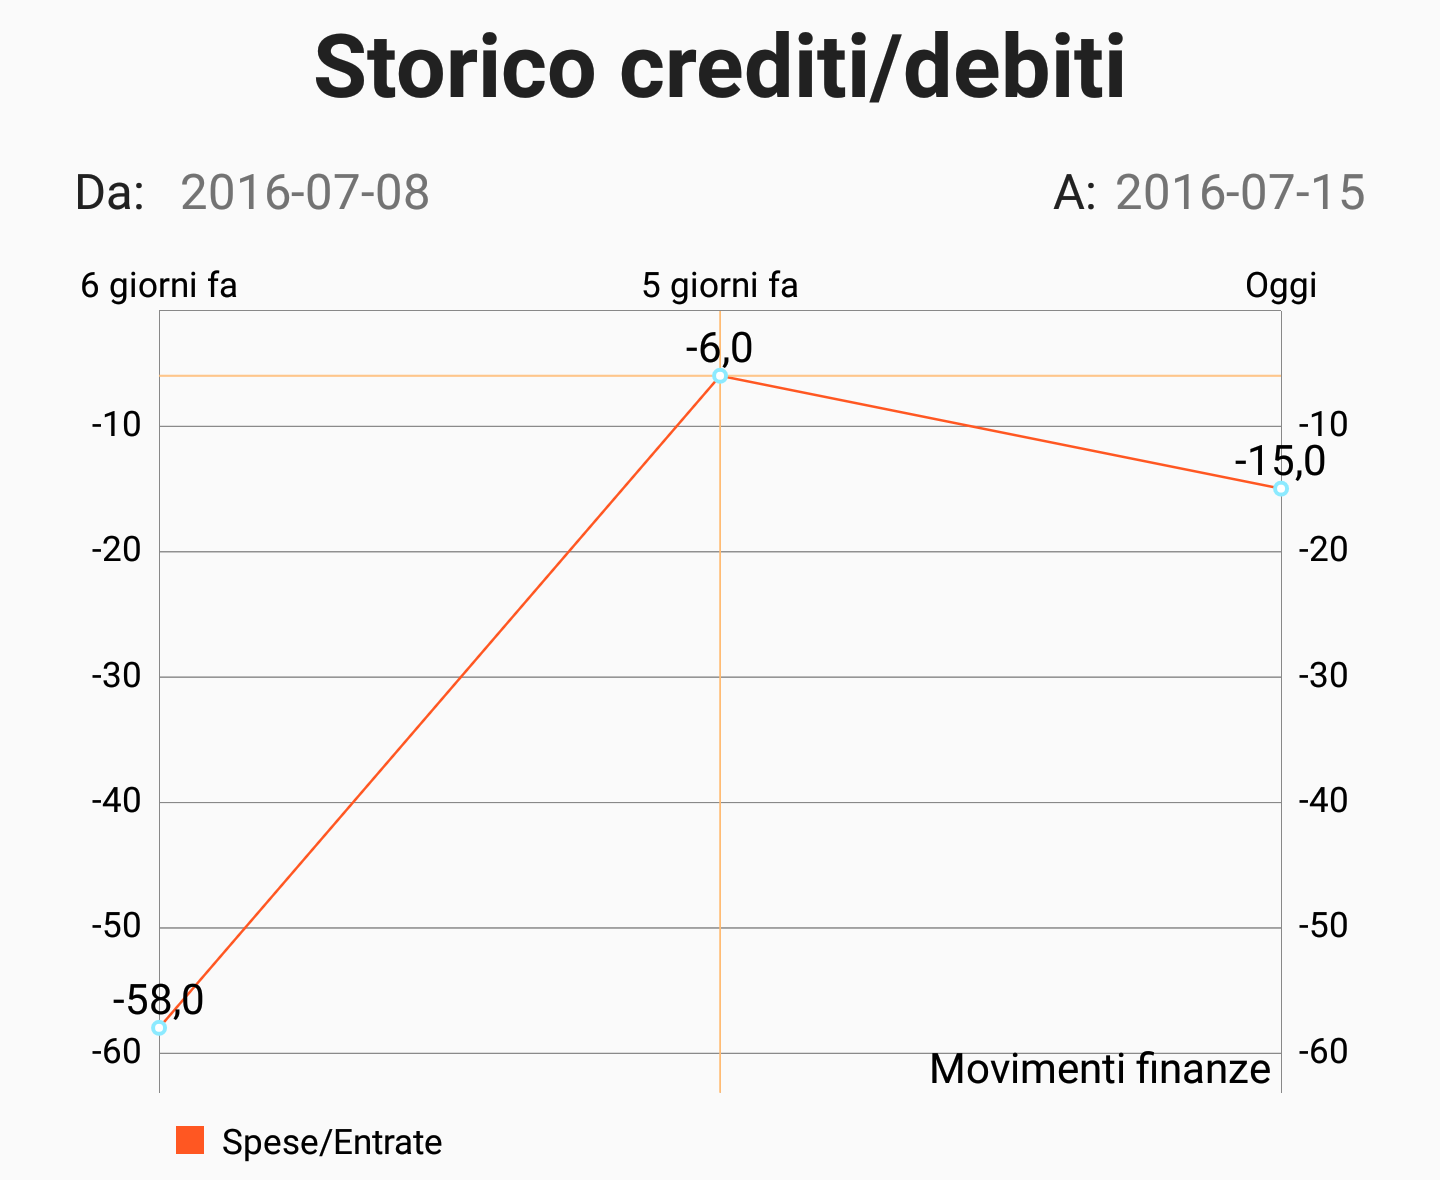 Storico crediti/debiti
Da: 2016-07-08 A: 2016-07-15
6 giorni fa 5 giorni fa Oggi
-6,0
-10 -10
-15,0
-20 -20
-30 -30
-40 -40
-50 -50
-58,0
-60 -60
Movimenti finanze
Spese/Entrate